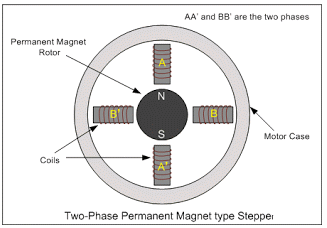 AA' and BB' are the two phases
Permanent Magnet
Rotor
A
N
B'
B
S
Motor Case
Coils
A'
Two-Phase Permanent Magnet type Stepper